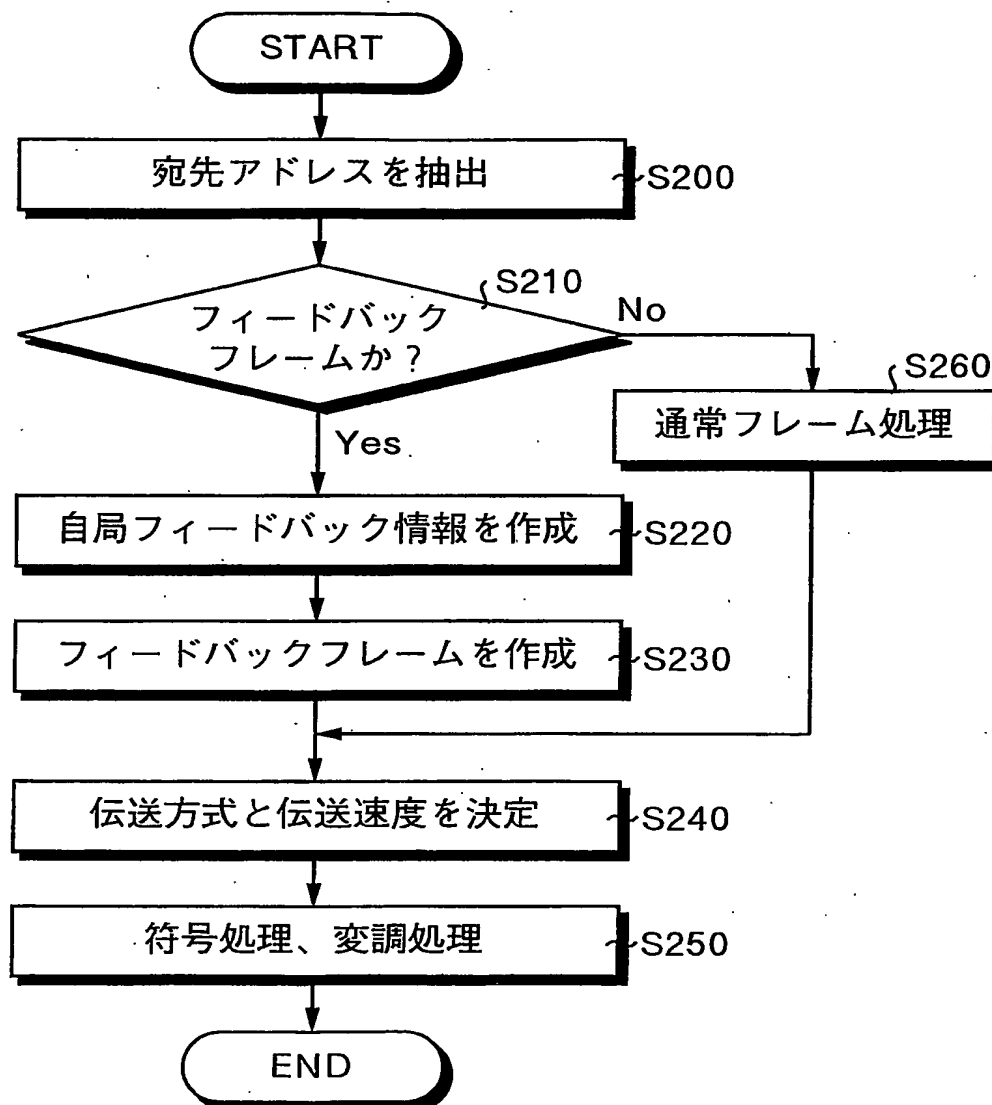 START
宛先アドレスを抽出
S200
S210
フィードバック
フレームか?
No
S260
通常フレーム処理
Yes
自局フィードバック情報を作成
S220
フィードバックフレームを作成
S230
伝送方式と伝送速度を決定
S240
符号処理、変調処理
S250
END